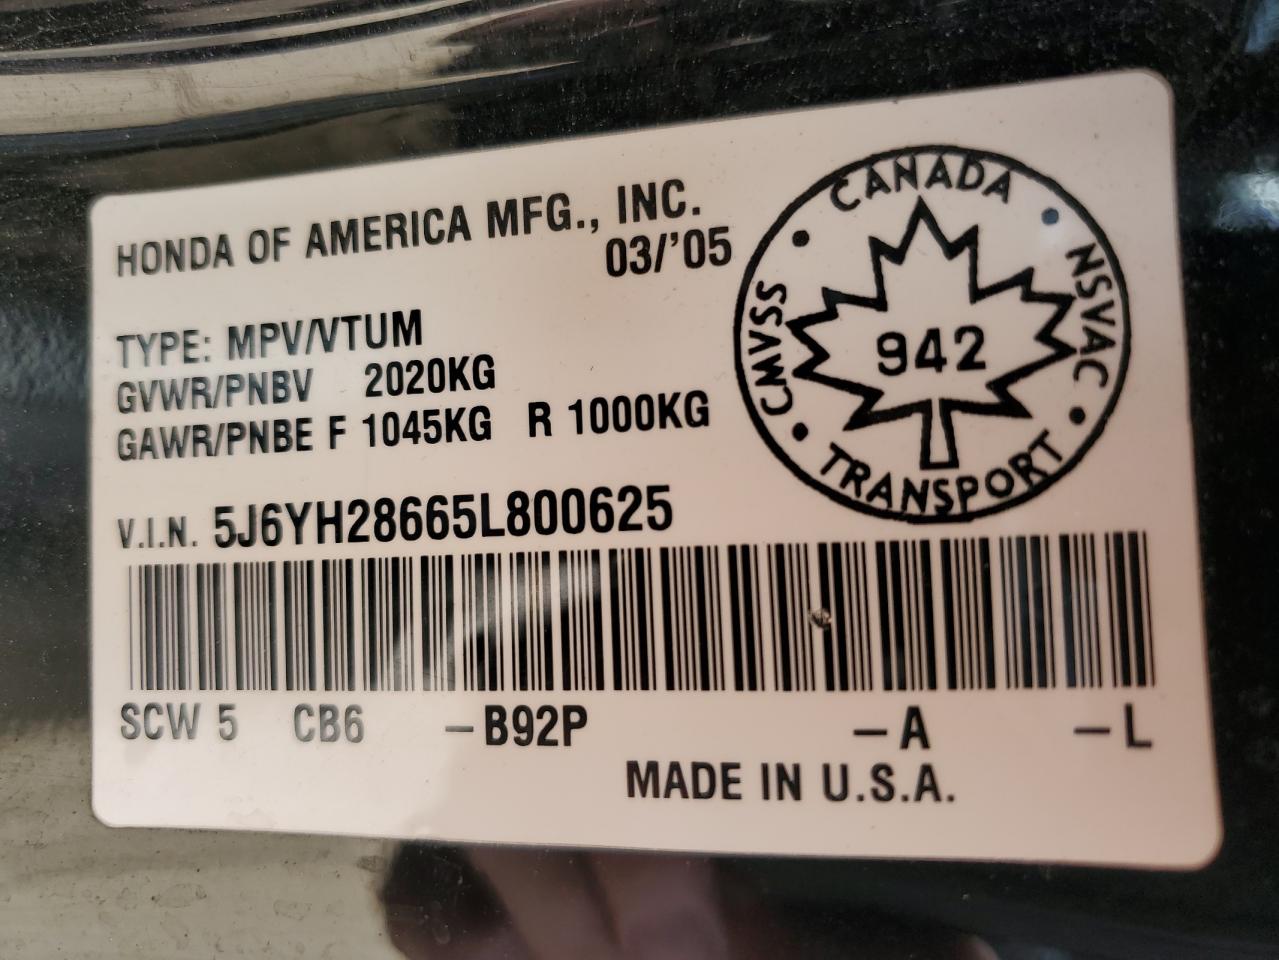 HONDA OF AMERICA MFG., INC.
03/'05
TYPE: MPV/VTUM
GVWR/PNBV 2020KG
GAWR/PNBE F 1045KG R 1000KG
V.I.N. 5J6YH28665L800625
SCW 5 CB6 –B92P –A –L
MADE IN U.S.A.
CANADA
NSVAC
TRANSPORT
CMVSS
942